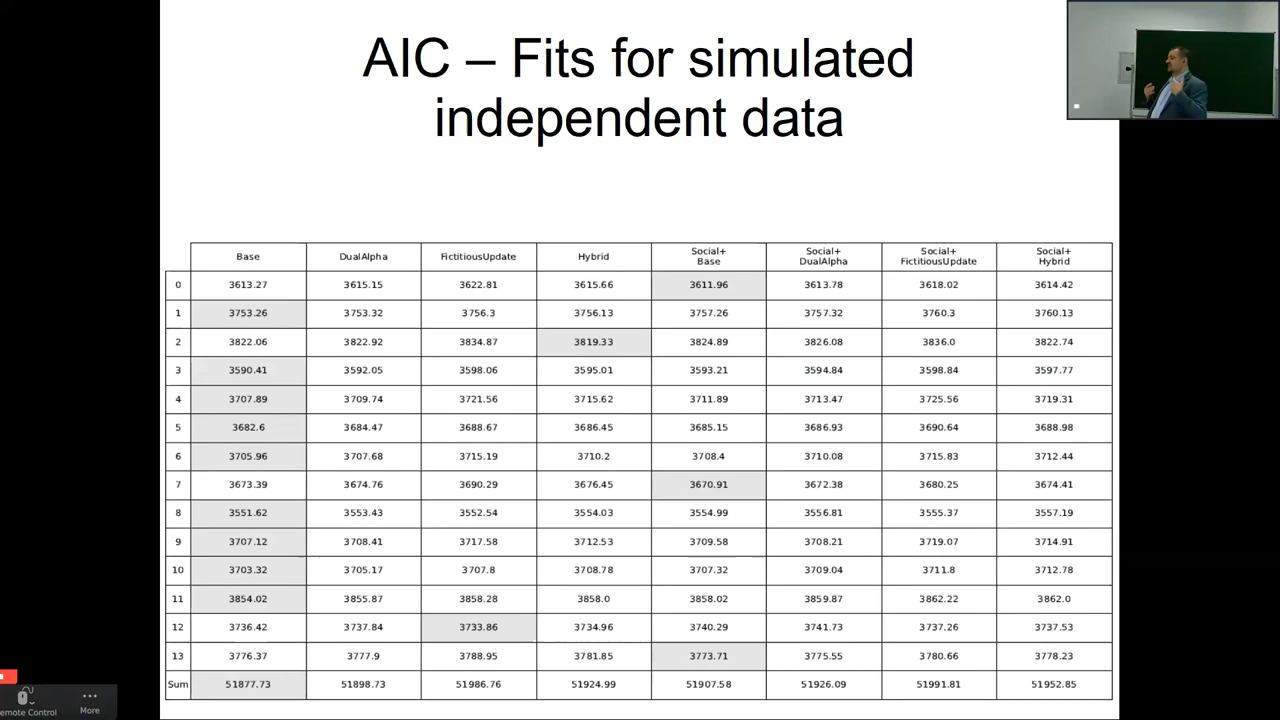 AIC – Fits for simulated
independent data
Base DualAlpha FictitiousUpdate Hybrid Social+ Base Social+ DualAlpha Social+ FictitiousUpdate Social+ Hybrid
0 3613.27 3615.15 3622.81 3615.66 3611.96 3613.78 3618.02 3614.42
1 3753.26 3753.32 3756.3 3756.13 3757.26 3757.32 3760.3 3760.13
2 3822.06 3822.92 3834.87 3819.33 3824.89 3826.08 3836.0 3822.74
3 3590.41 3592.05 3598.06 3595.01 3593.21 3594.84 3598.84 3597.77
4 3707.89 3709.74 3721.56 3715.62 3711.89 3713.47 3725.56 3719.31
5 3682.6 3684.47 3688.67 3686.45 3685.15 3686.93 3690.64 3688.98
6 3705.96 3707.68 3715.19 3710.2 3708.4 3710.08 3715.83 3712.44
7 3673.39 3674.76 3690.29 3676.45 3670.91 3672.38 3680.25 3674.41
8 3551.62 3553.43 3552.54 3554.03 3554.99 3556.81 3555.37 3557.19
9 3707.12 3708.41 3717.58 3712.53 3709.58 3708.21 3719.07 3714.91
10 3703.32 3705.17 3707.8 3708.78 3707.32 3709.04 3711.8 3712.78
11 3854.02 3855.87 3858.28 3858.0 3858.02 3859.87 3862.22 3862.0
12 3736.42 3737.84 3733.86 3734.96 3740.29 3741.73 3737.26 3737.53
13 3776.37 3777.9 3788.95 3781.85 3773.71 3775.55 3780.66 3778.23
Sum 51877.73 51898.73 51986.76 51924.99 51907.58 51926.09 51991.81 51952.85
emote Control More